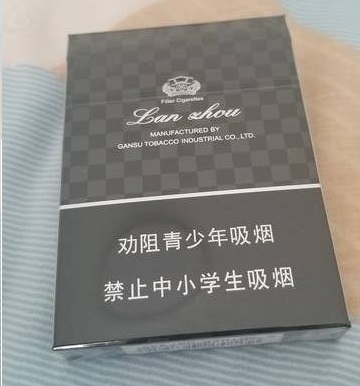 Filter Cigarettes
Lan zhou
MANUFACTURED BY
GANSU TOBACCO INDUSTRIAL CO., LTD.
劝阻青少年吸烟
禁止中小学生吸烟